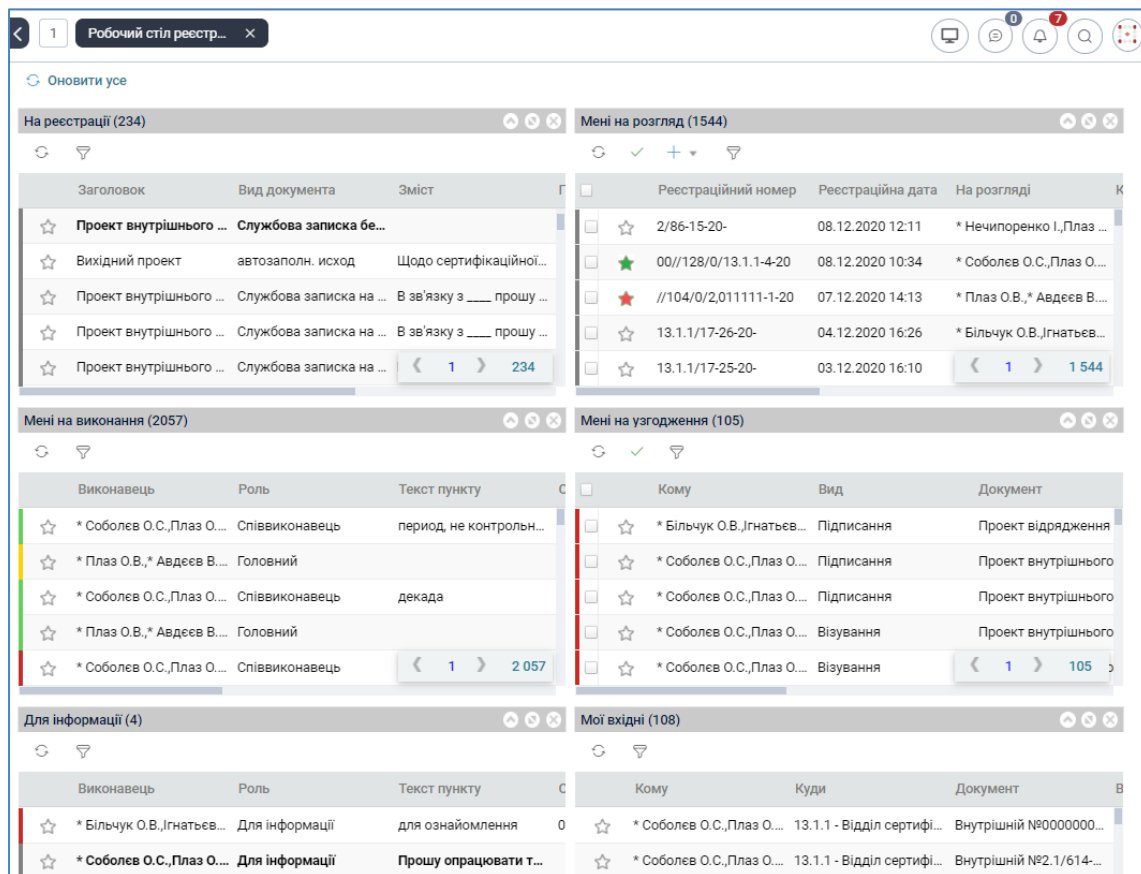 1 Робочий стіл реєстр... × 0 7
Оновити усе
На реєстрації (234)
Заголовок Вид документа Зміст
Проект внутрішнього ... Службова записка бе...
Вихідний проект автозаполн. исход Щодо сертифікаційної...
Проект внутрішнього ... Службова записка на ... В зв'язку з ____ прошу ...
Проект внутрішнього ... Службова записка на ... В зв'язку з ____ прошу ...
Проект внутрішнього ... Службова записка на ...
1 234
Мені на розгляд (1544)
Реєстраційний номер Реєстраційна дата На розгляді К
2/86-15-20- 08.12.2020 12:11 * Нечипоренко І.,Плаз ...
00//128/0/13.1.1-4-20 08.12.2020 10:34 * Соболєв О.С.,Плаз О....
//104/0/2,011111-1-20 07.12.2020 14:13 * Плаз О.В.,* Авдєєв В....
13.1.1/17-26-20- 04.12.2020 16:26 * Більчук О.В.,Ігнатьєв...
13.1.1/17-25-20- 03.12.2020 16:10
1 1 544
Мені на виконання (2057)
Виконавець Роль Текст пункту
* Соболєв О.С.,Плаз О.... Співвиконавець период, не контрольн...
* Плаз О.В.,* Авдєєв В.... Головний
* Соболєв О.С.,Плаз О.... Співвиконавець декада
* Плаз О.В.,* Авдєєв В.... Головний
* Соболєв О.С.,Плаз О.... Співвиконавець
1 2 057
Мені на узгодження (105)
Кому Вид Документ
* Більчук О.В.,Ігнатьєв... Підписання Проект відрядження
* Соболєв О.С.,Плаз О.... Підписання Проект внутрішнього
* Соболєв О.С.,Плаз О.... Підписання Проект внутрішнього
* Соболєв О.С.,Плаз О.... Візування Проект внутрішнього
* Соболєв О.С.,Плаз О.... Візування
1 105
Для інформації (4)
Виконавець Роль Текст пункту
* Більчук О.В.,Ігнатьєв... Для інформації для ознайомлення 0
* Соболєв О.С.,Плаз О.... Для інформації Прошу опрацювати т...
Мої вхідні (108)
Кому Куди Документ В
* Соболєв О.С.,Плаз О.... 13.1.1 - Відділ сертифі... Внутрішній №0000000...
* Соболєв О.С.,Плаз О.... 13.1.1 - Відділ сертифі... Внутрішній №2.1/614-...